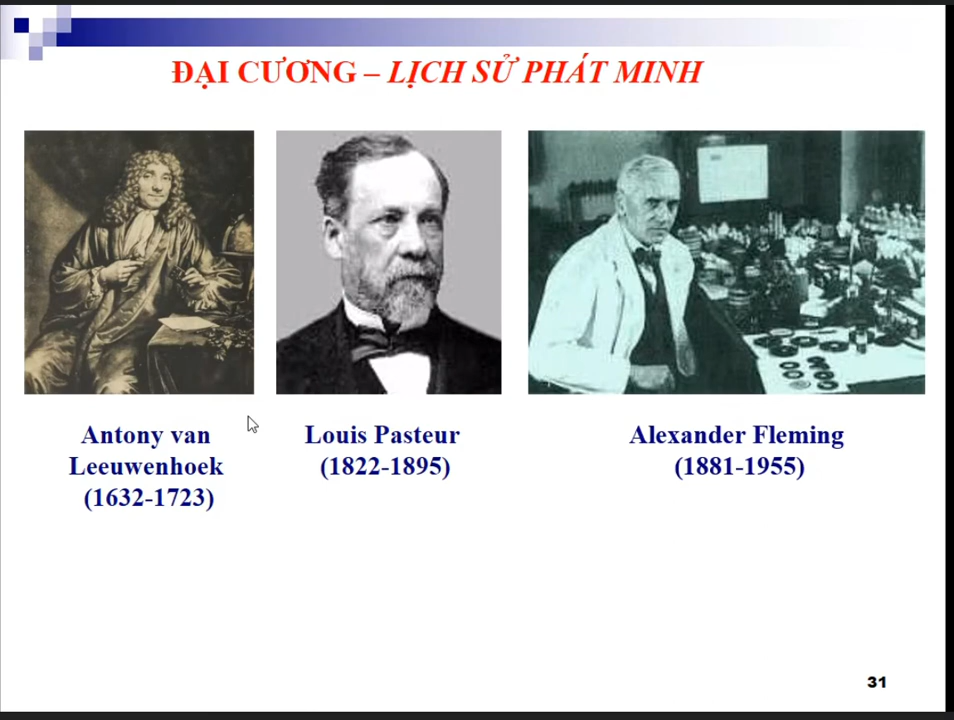 ĐẠI CƯƠNG – LỊCH SỬ PHÁT MINH
Antony van
Leeuwenhoek
(1632-1723)
Louis Pasteur
(1822-1895)
Alexander Fleming
(1881-1955)
31